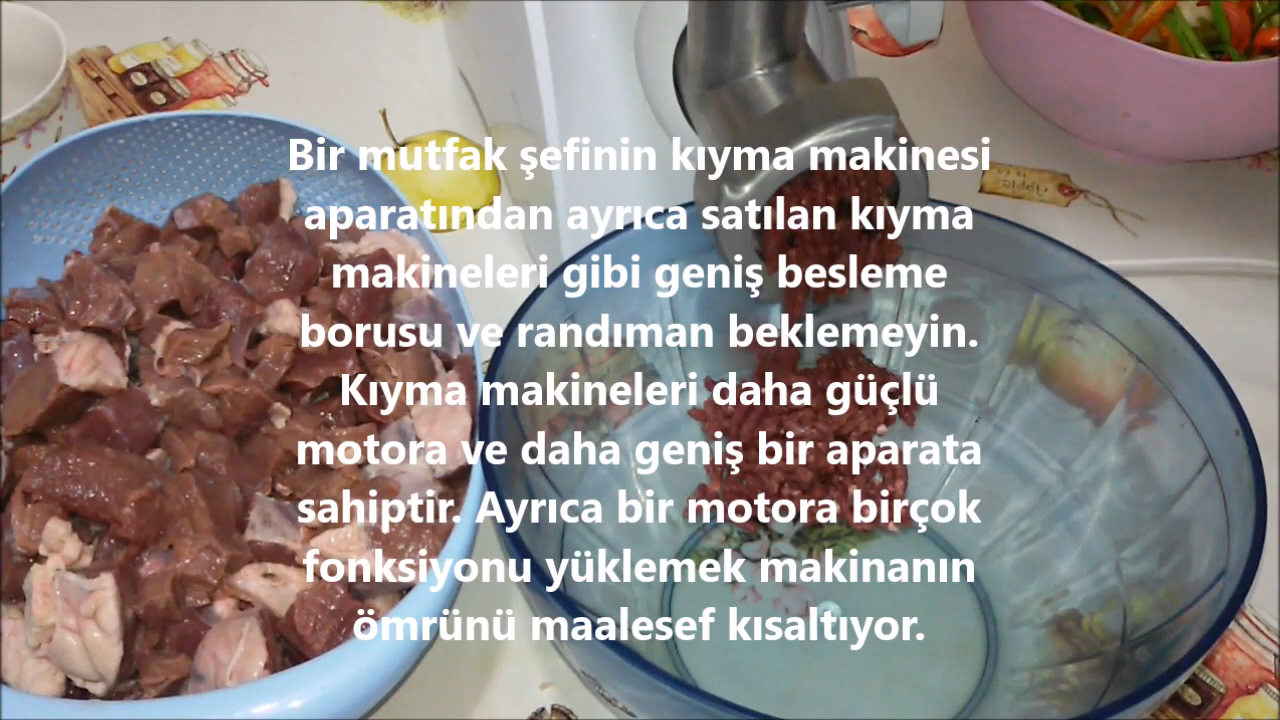 Bir mutfak şefinin kıyma makinesi
aparatından ayrıca satılan kıyma
makineleri gibi geniş besleme
borusu ve randıman beklemeyin.
Kıyma makineleri daha güçlü
motora ve daha geniş bir aparata
sahiptir. Ayrıca bir motora birçok
fonksiyonu yüklemek makinanın
ömrünü maalesef kısaltıyor.